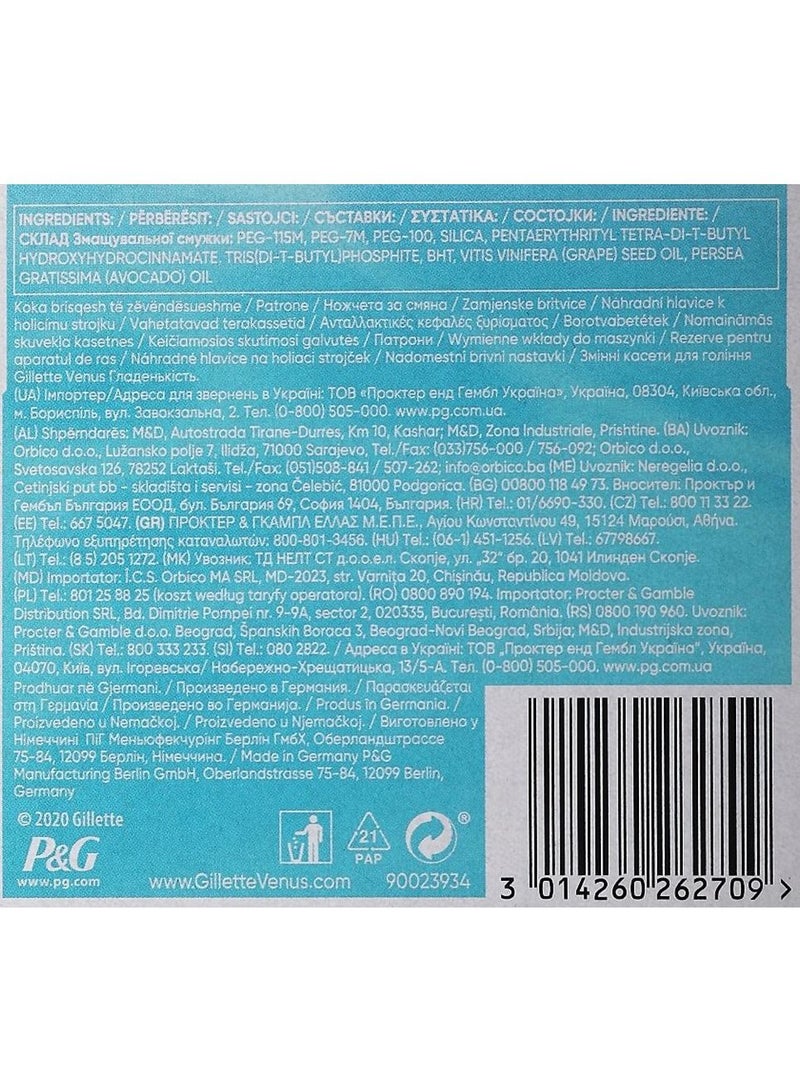 INGREDIENTS: / PËRBËRËSIT: / SASTOJCI: / СЪСТАВКИ: / ΣΥΣΤΑΤΙΚΑ: / СОСТОЈКИ: / INGREDIENTE: /
СКЛАД Змащувальної смужки: PEG-115M, PEG-7M, PEG-100, SILICA, PENTAERYTHRITYL TETRA-DI-T-BUTYL
HYDROXYHYDROCINNAMATE. TRIS(DI-T-BUTYL)PHOSPHITE, BHT, VITIS VINIFERA (GRAPE) SEED OIL, PERSEA
GRATISSIMA (AVOCADO) OIL
Koka brisqesh të zëvëndësueshme / Patrone / Ножчета за смяна / Zamjenske britvice / Náhradní hlavice k
holicímu strojku / Vahetatavad terakassetid / Ανταλλακτικές κεφαλές ξυρίσματος / Borotvabetétek / Nomaināmās
skuvekļa kasetnes / Keičiamosios skutimosi galvutės / Патрони / Wymienne wkłady do maszynki / Rezerve pentru
aparatul de ras / Náhradné hlavice na holiaci strojček / Nadomestni brivni nastavki / Змінні касети для гоління
Gillette Venus Гладенькість.
(UA) Імпортер/Адреса для звернень в Україні: ТОВ «Проктер енд Гембл Україна», Україна, 08304, Київська обл.,
м. Бориспіль, вул. Завокзальна, 2. Тел. (0-800) 505-000. www.pg.com.ua.
(AL) Shpërndarës: M&D, Autostrada Tirane-Durres, Km 10, Kashar; M&D, Zona Industriale, Prishtine. (BA) Uvoznik:
Orbico d.o.o., Lužansko polje 7, Ilidža, 71000 Sarajevo, Tel./Fax: (033)756-000 / 756-092; Orbico d.o.o.,
Svetosavska 126, 78252 Laktaši. Tel./Fax: (051)508-841 / 507-262; info@orbico.ba (ME) Uvoznik: Neregelia d.o.o.,
Cetinjski put bb - skladišta i servisi - zona Čelebić, 81000 Podgorica. (BG) 00800 118 49 73. Вносител: Проктър и
Гембъл България ЕООД, бул. България 69, София 1404, България. (HR) Tel.: 01/6690-330. (CZ) Tel.: 800 11 33 22.
(EE) Tel.: 667 5047. (GR) ΠΡΟΚΤΕΡ & ΓΚΑΜΠΛ ΕΛΛΑΣ Μ.Ε.Π.Ε., Αγίου Κωνσταντίνου 49, 15124 Μαρούσι, Αθήνα.
Τηλέφωνο εξυπηρέτησης καταναλωτών: 800-801-3456. (HU) Tel.: (06-1) 451-1256. (LV) Tel.: 67798667.
(LT) Tel.: (8 5) 205 1272. (MK) Увозник: ТД НЕЛТ СТ д.о.о.е.л. Скопје, ул. „32“ бр. 20, 1041 Илинден Скопје.
(MD) Importator: Î.C.S. Orbico MA SRL, MD-2023, str. Varniţa 20, Chişinău, Republica Moldova.
(PL) Tel.: 801 25 88 25 (koszt według taryfy operatora). (RO) 0800 890 194. Importator: Procter & Gamble
Distribution SRL, Bd. Dimitrie Pompei nr. 9-9A, sector 2, 020335, Bucureşti, România. (RS) 0800 190 960. Uvoznik:
Procter & Gamble d.o.o. Beograd, Španskih Boraca 3, Beograd-Novi Beograd, Srbija; M&D, Industrijska zona,
Priština. (SK) Tel.: 800 333 233. (SI) Tel.: 080 2822. / Адреса в Україні: ТОВ „Проктер енд Гембл Україна", Україна,
04070, Київ, вул. Ігоревська/ Набережно-Хрещатицька, 13/5-А. Тел. (0-800) 505-000. www.pg.com.ua
Prodhuar në Gjermani. / Произведено в Германия. / Παρασκευάζεται
στη Γερμανία / Произведено во Германија. / Produs în Germania.
/ Proizvedeno u Nemačkoj. / Proizvedeno u Njemačkoj. / Виготовлено у
Німеччині ПіГ Меньюфекчурінг Берлін ГмбХ, Оберландштрассе
75-84, 12099 Берлін, Німеччина. / Made in Germany P&G
Manufacturing Berlin GmbH, Oberlandstrasse 75-84, 12099 Berlin,
Germany
© 2020 Gillette
P&G
www.pg.com
www.GilletteVenus.com
21
PAP
®
90023934
3 014260 262709 >